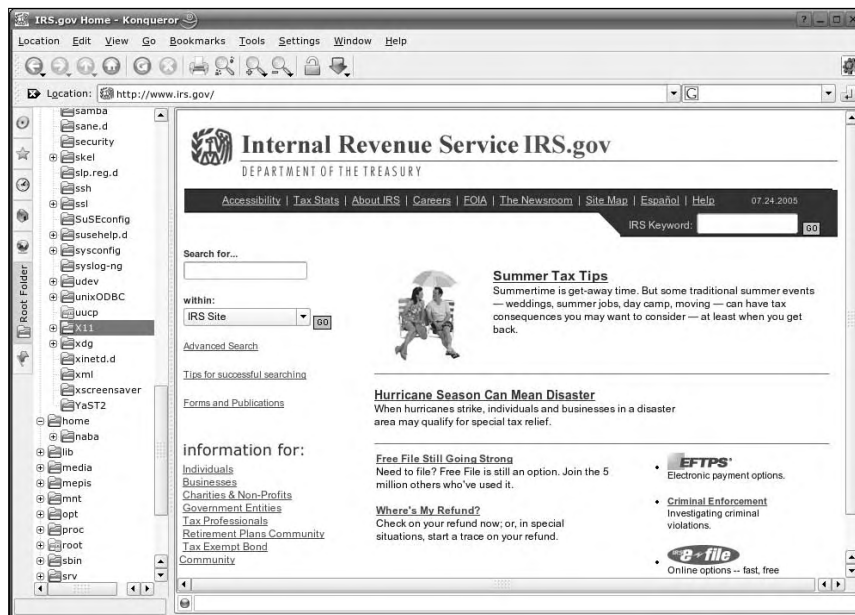 IRS.gov Home - Konqueror
Location Edit View Go Bookmarks Tools Settings Window Help
Location: http://www.irs.gov/
Root Folder
samba
sane.d
security
skel
slp.reg.d
ssh
ssl
SuSEconfig
susehelp.d
sysconfig
syslog-ng
udev
unixODBC
uucp
X11
xdg
xinetd.d
xml
xscreensaver
YaST2
home
naba
lib
media
mepis
mnt
opt
proc
root
sbin
srv
Internal Revenue Service IRS.gov
DEPARTMENT OF THE TREASURY
Accessibility | Tax Stats | About IRS | Careers | FOIA | The Newsroom | Site Map | Español | Help 07.24.2005
IRS Keyword: GO
Search for...
within:
IRS Site GO
Advanced Search
Tips for successful searching
Forms and Publications
information for:
Individuals
Businesses
Charities & Non-Profits
Government Entities
Tax Professionals
Retirement Plans Community
Tax Exempt Bond
Community
Summer Tax Tips
Summertime is get-away time. But some traditional summer events
— weddings, summer jobs, day camp, moving — can have tax
consequences you may want to consider — at least when you get
back.
Hurricane Season Can Mean Disaster
When hurricanes strike, individuals and businesses in a disaster
area may qualify for special tax relief.
Free File Still Going Strong
Need to file? Free File is still an option. Join the 5
million others who've used it.
Where's My Refund?
Check on your refund now; or, in special
situations, start a trace on your refund.
EFTPS
Electronic payment options.
Criminal Enforcement
Investigating criminal
violations.
e-file
Online options -- fast, free